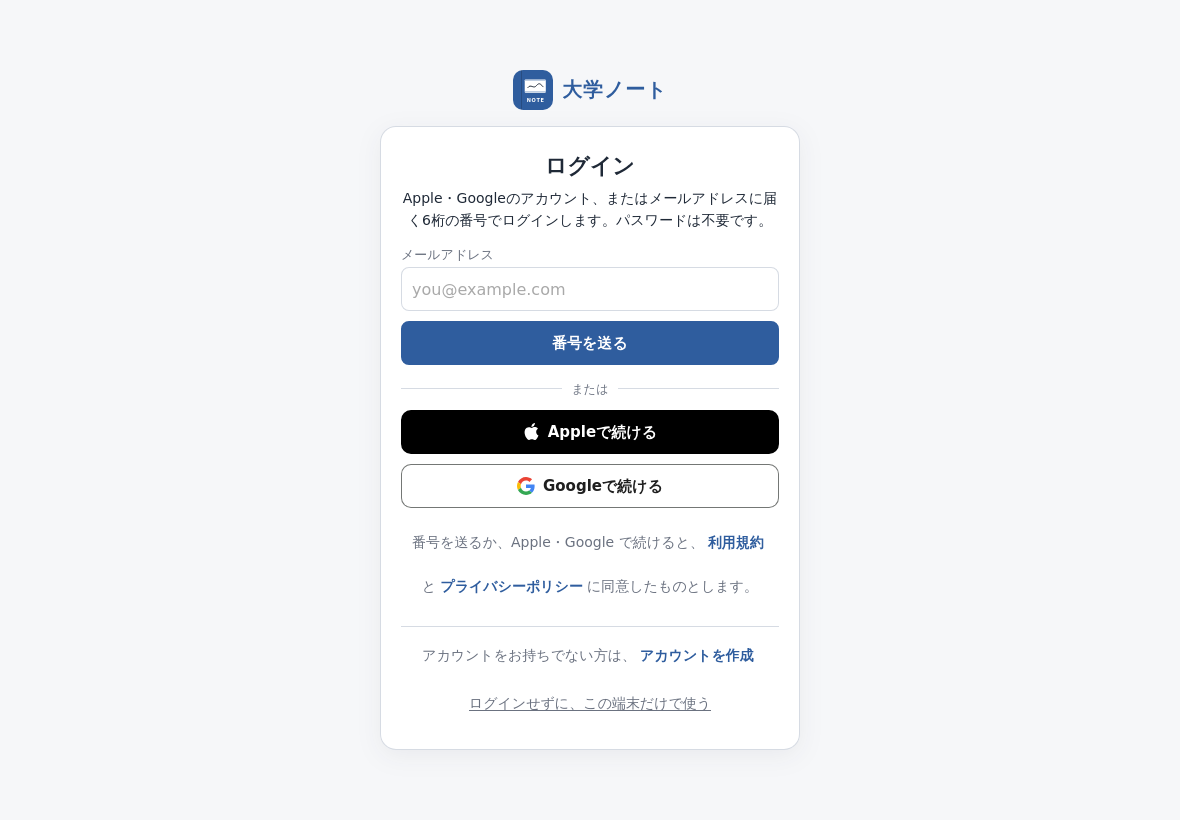 NOTE
大学ノート
ログイン
Apple・Googleのアカウント、またはメールアドレスに届
く6桁の番号でログインします。パスワードは不要です。
メールアドレス
you@example.com
番号を送る
または
Appleで続ける
Googleで続ける
番号を送るか、Apple・Google で続けると、 利用規約
と プライバシーポリシー に同意したものとします。
アカウントをお持ちでない方は、 アカウントを作成
ログインせずに、この端末だけで使う